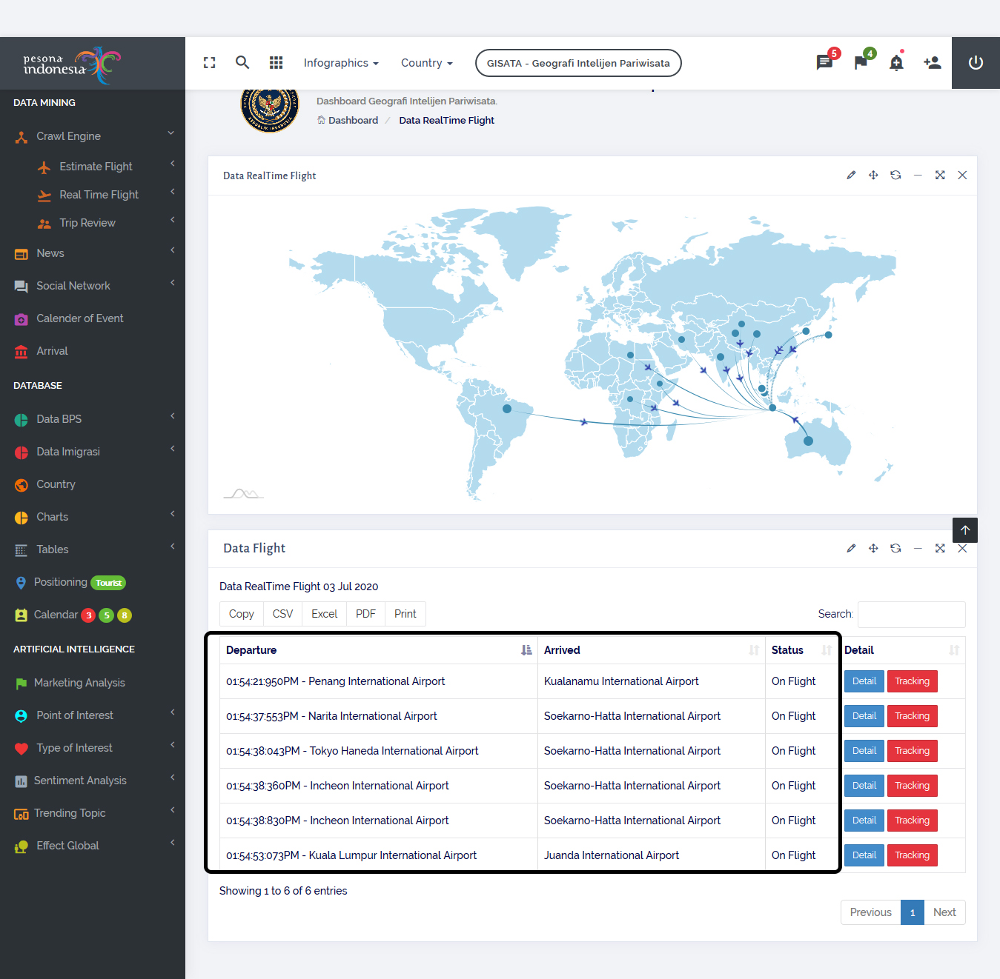 pesona
indonesia
Infographics
Country
GISATA - Geografi Intelijen Pariwisata
5
4
DATA MINING
Crawl Engine
Estimate Flight
Real Time Flight
Trip Review
News
Social Network
Calender of Event
Arrival
DATABASE
Data BPS
Data Imigrasi
Country
Charts
Tables
Positioning Tourist
Calendar 3 5 8
ARTIFICIAL INTELLIGENCE
Marketing Analysis
Point of Interest
Type of Interest
Sentiment Analysis
Trending Topic
Effect Global
REPUBLIK INDONESIA
Dashboard Geografi Intelijen Pariwisata.
Dashboard / Data RealTime Flight
Data RealTime Flight
Data Flight
Data RealTime Flight 03 Jul 2020
Copy CSV Excel PDF Print Search:
Departure Arrived Status Detail
01:54:21:950PM - Penang International Airport Kualanamu International Airport On Flight Detail Tracking
01:54:37:553PM - Narita International Airport Soekarno-Hatta International Airport On Flight Detail Tracking
01:54:38:043PM - Tokyo Haneda International Airport Soekarno-Hatta International Airport On Flight Detail Tracking
01:54:38:360PM - Incheon International Airport Soekarno-Hatta International Airport On Flight Detail Tracking
01:54:38:830PM - Incheon International Airport Soekarno-Hatta International Airport On Flight Detail Tracking
01:54:53:073PM - Kuala Lumpur International Airport Juanda International Airport On Flight Detail Tracking
Showing 1 to 6 of 6 entries
Previous 1 Next